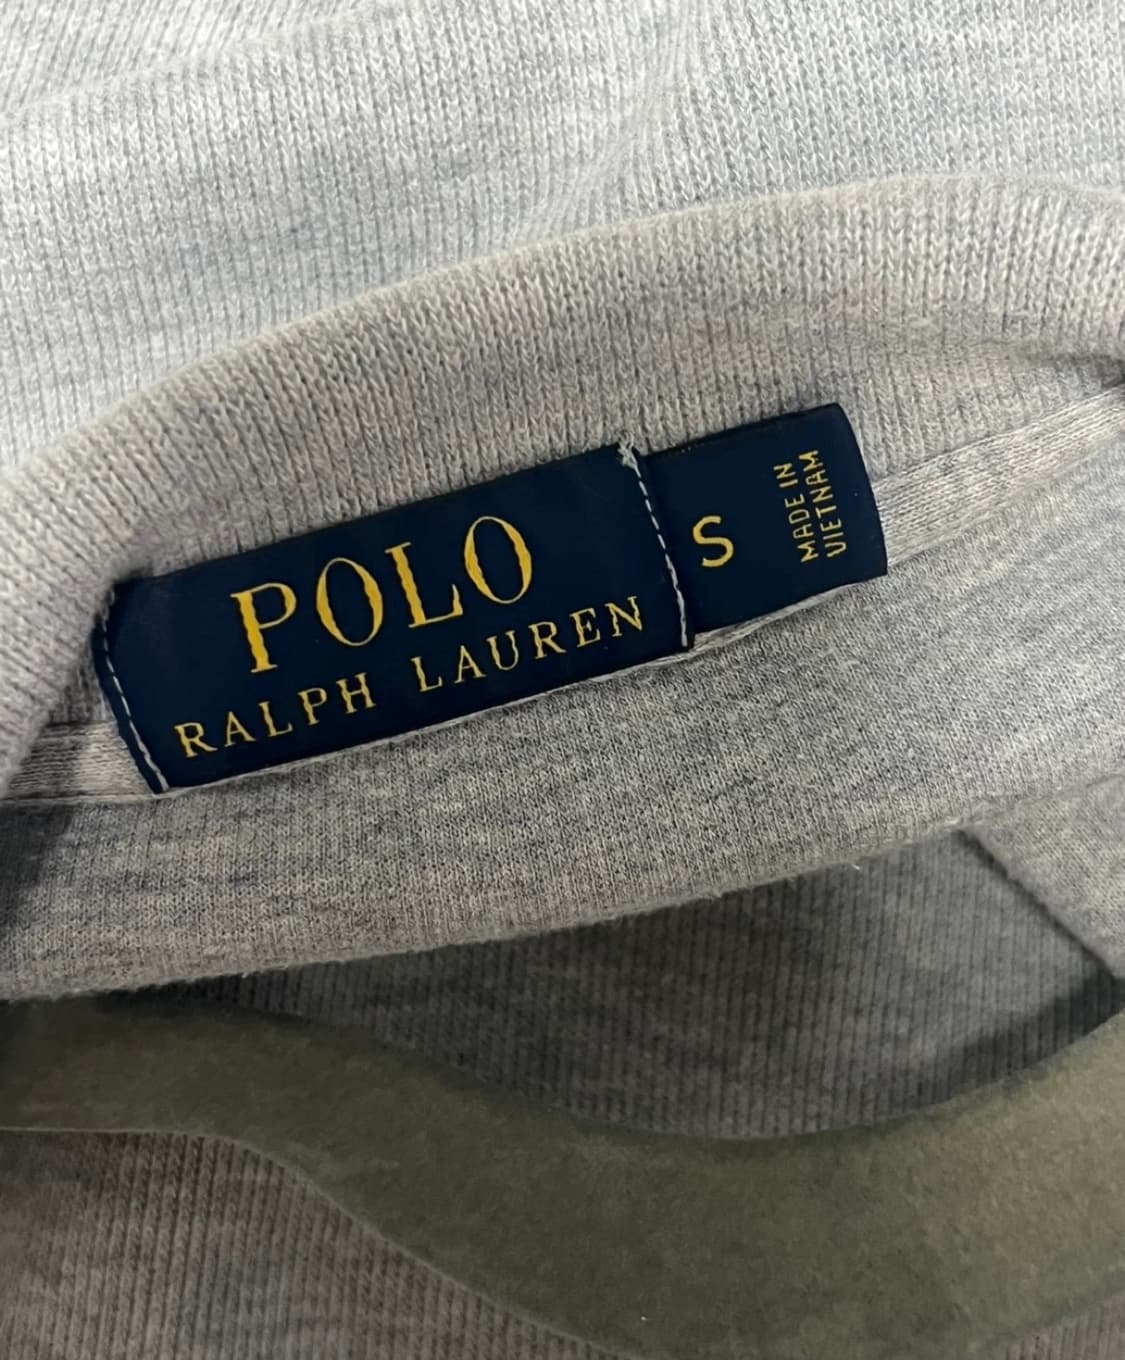 POLO
RALPH LAUREN
S
MADE IN
VIETNAM